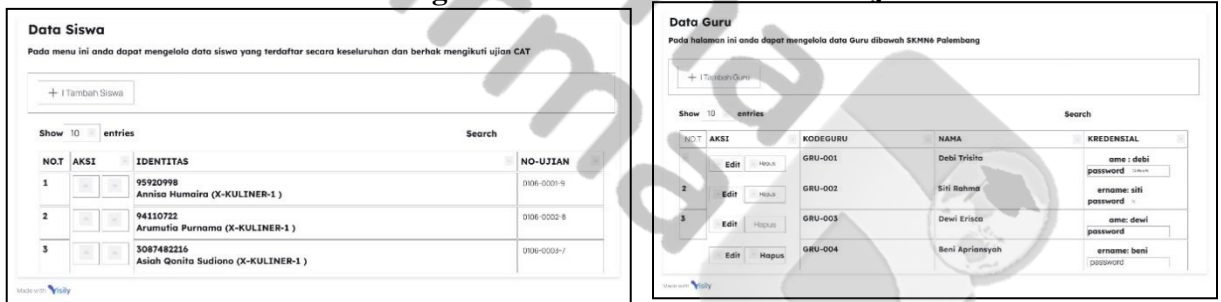 Data Siswa
Pada menu ini anda dapat mengelola data siswa yang terdaftar secara keseluruhan dan berhak mengikuti ujian CAT
+ I Tambah Siswa
Show 10 entries Search
NO.T AKSI IDENTITAS NO-UJIAN
1 95920998 0106-0001-9
Annisa Humaira (X-KULINER-1 )
2 94110722 0106-0002-8
Arumutia Purnama (X-KULINER-1 )
3 3087482216 0106-0003-7
Asiah Qonita Sudiono (X-KULINER-1 )
Made with Visily
Data Guru
Pada halaman ini anda dapat mengelola data Guru dibawah SKMN6 Palembang
+ I Tambah Guru
Show 10 entries Search
NO.T AKSI KODEGURU NAMA KREDENSIAL
Edit Hapus GRU-001 Debi Trisita ame : debi
password
2 Edit Hapus GRU-002 Siti Rahma ername: siti
password
3 Edit Hapus GRU-003 Dewi Erisca ame: dewi
password
Edit Hapus GRU-004 Beni Apriansyah ername: beni
password
Made with Visily